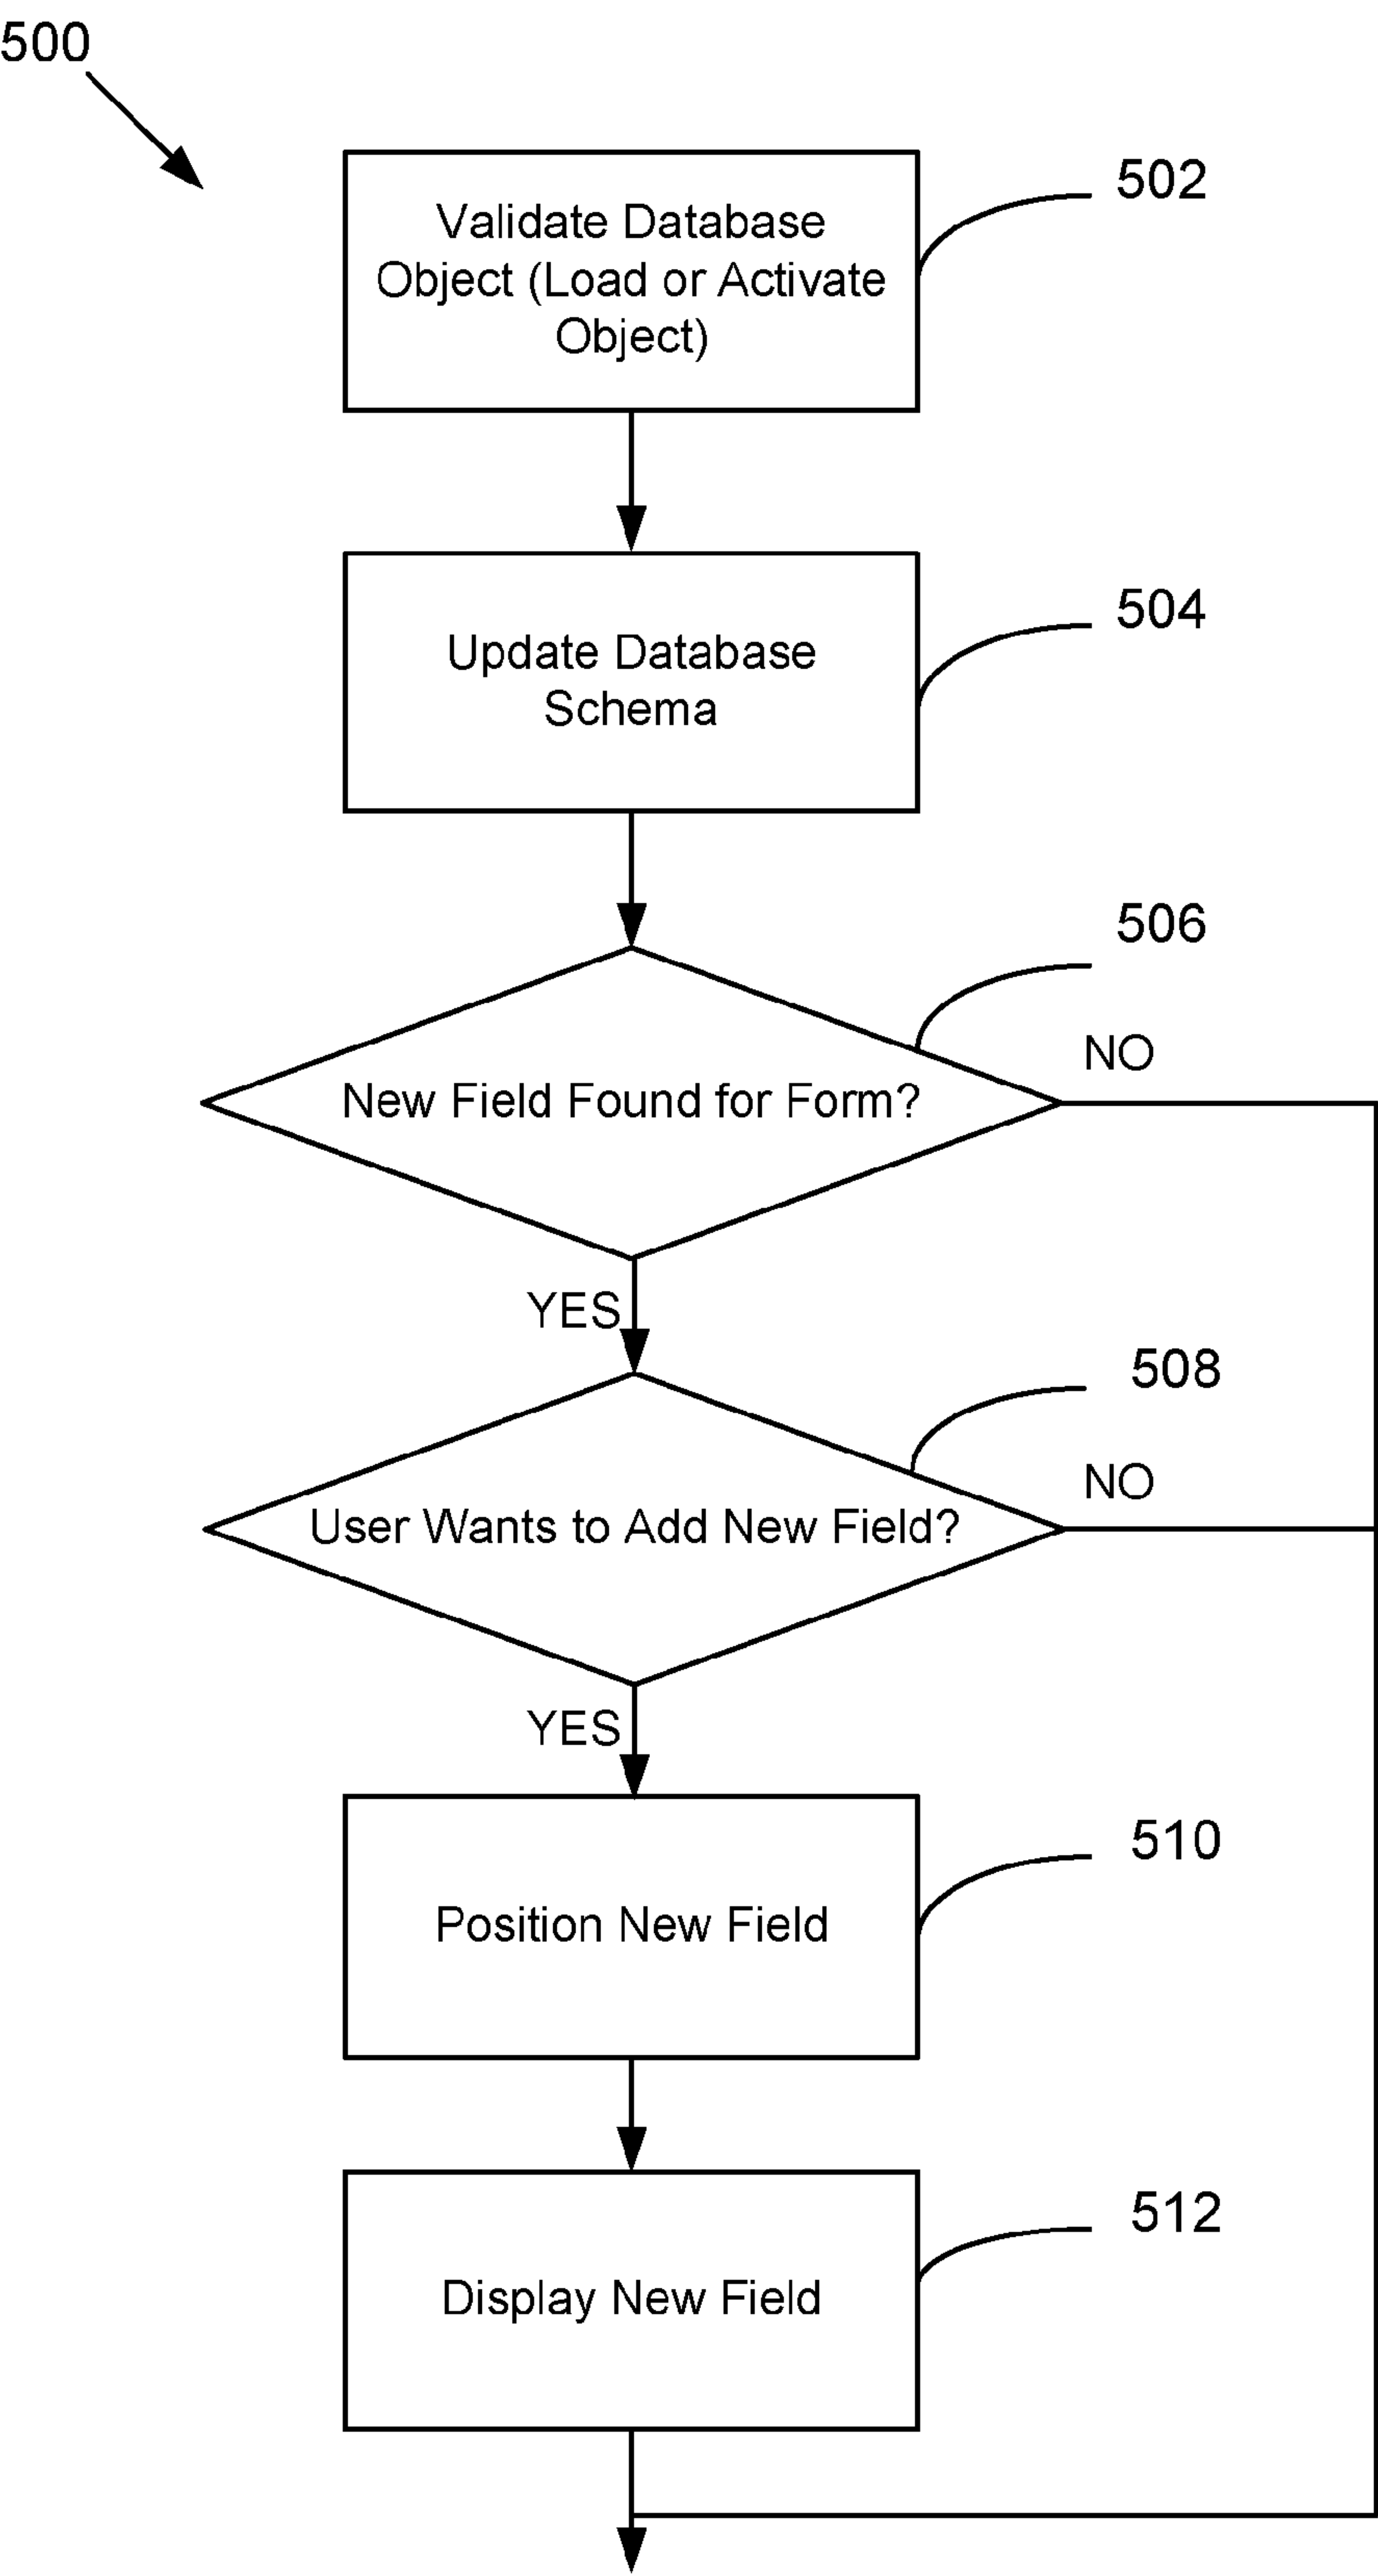 500
502
Validate Database
Object (Load or Activate
Object)
504
Update Database
Schema
506
NO
New Field Found for Form?
YES
508
NO
User Wants to Add New Field?
YES
510
Position New Field
512
Display New Field